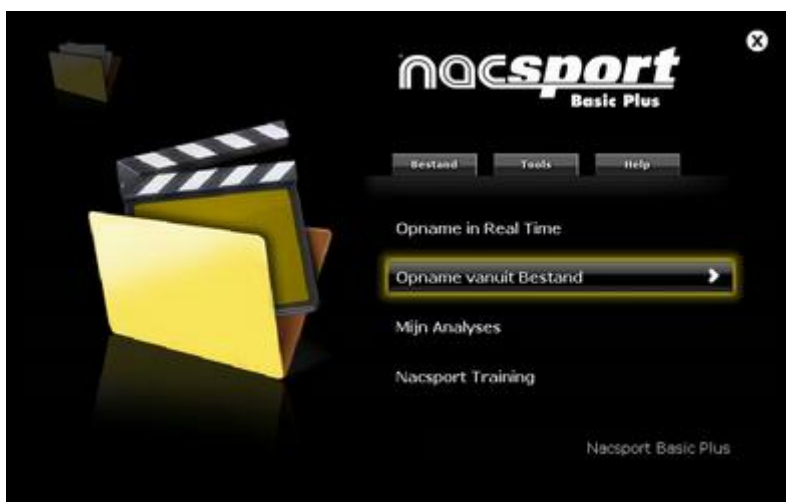 nacsport
Basic Plus
Bestand Tools Help
Opname in Real Time
Opname vanuit Bestand
Mijn Analyses
Nacsport Training
Nacsport Basic Plus